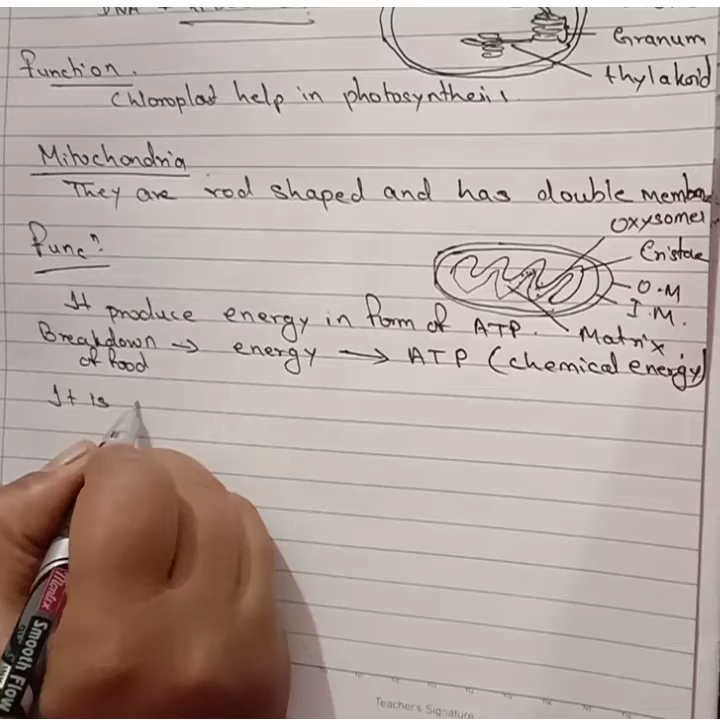 DNA +
Granum
thylakoid
Function.
Chloroplast help in photosynthesis.
Mitochondria
They are rod shaped and has double membrane
Oxysomes
Func?
Cristae
O.M
I.M.
Matrix.
It produce energy in form of ATP.
Breakdown → energy → ATP (chemical energy)
of food
It is
Montex
Smooth Flow
Teacher's Signature